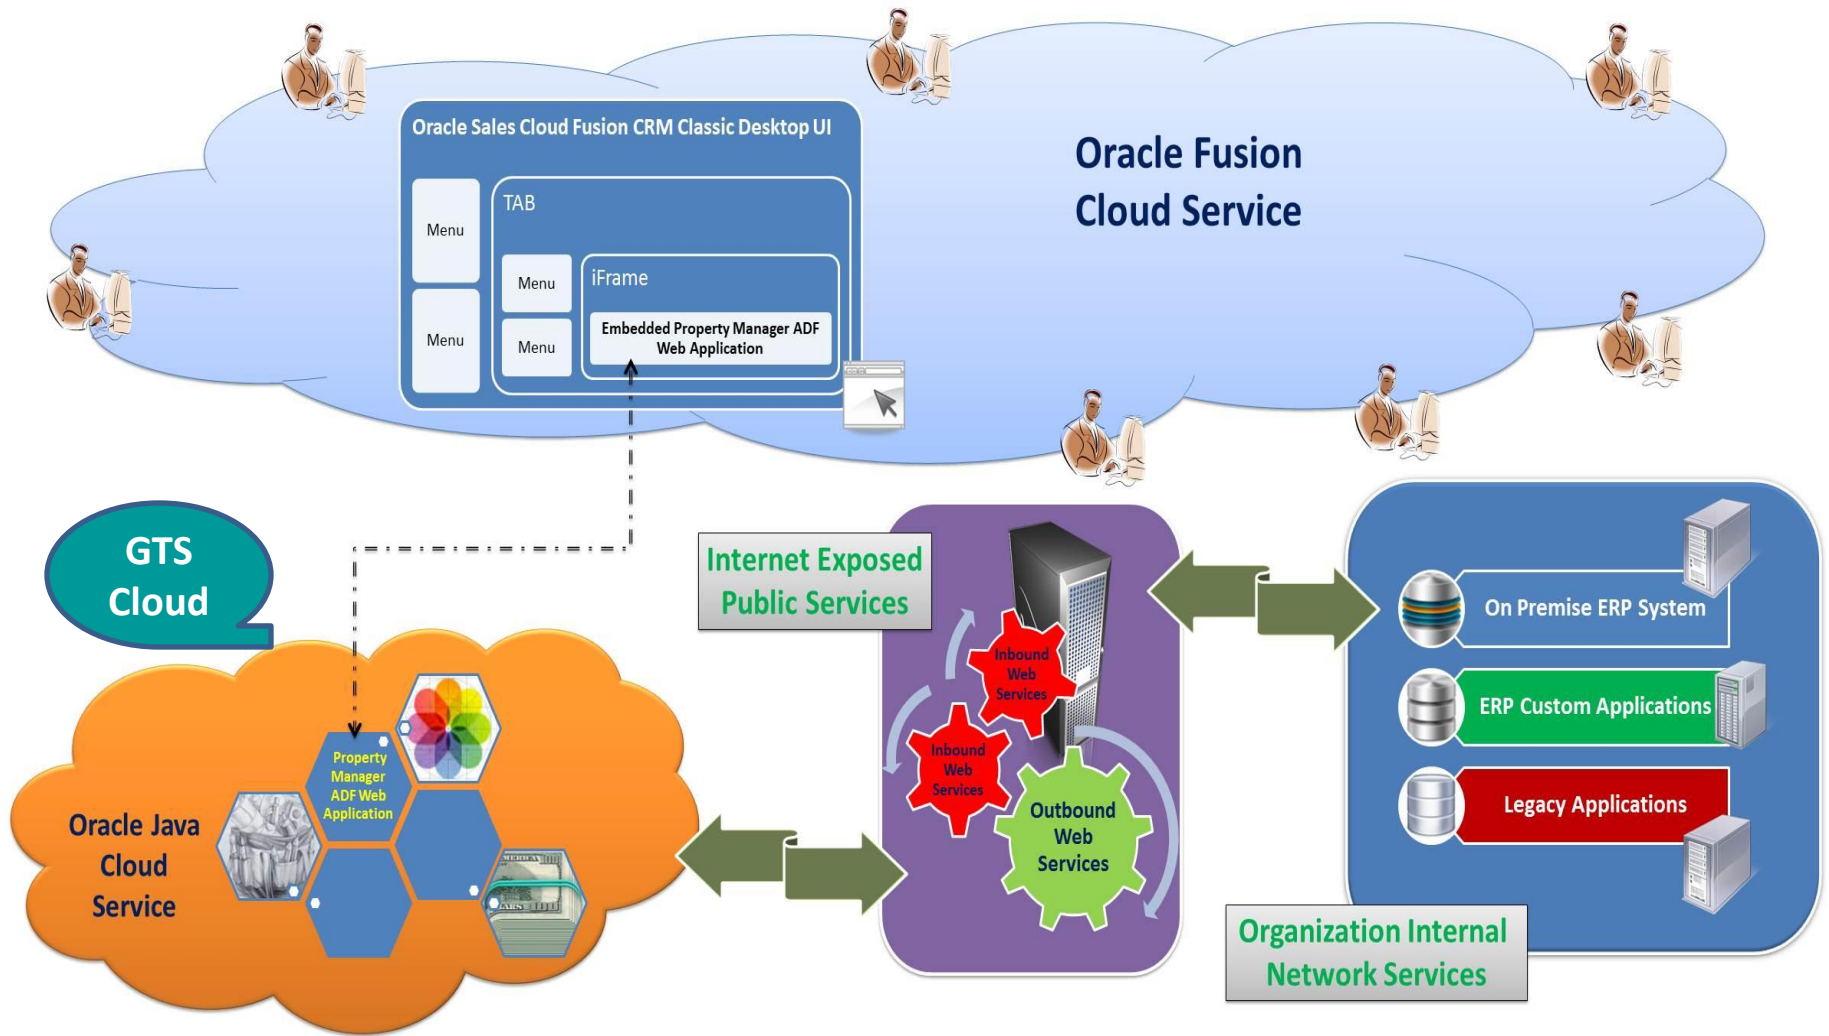 Oracle Sales Cloud Fusion CRM Classic Desktop UI
Oracle Fusion
Cloud Service
Menu
Menu
TAB
Menu
Menu
iFrame
Embedded Property Manager ADF
Web Application
GTS
Cloud
Oracle Java
Cloud
Service
Property
Manager
ADF Web
Application
Internet Exposed
Public Services
Inbound
Web
Services
Inbound
Web
Services
Outbound
Web
Services
On Premise ERP System
ERP Custom Applications
Legacy Applications
Organization Internal
Network Services